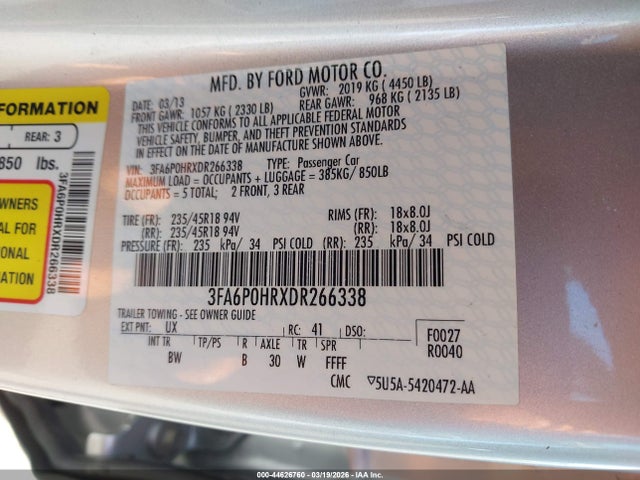 MFD. BY FORD MOTOR CO.
DATE: 03/13
GVWR: 2019 KG ( 4450 LB)
FRONT GAWR: 1057 KG ( 2330 LB)
REAR GAWR: 968 KG ( 2135 LB)
THIS VEHICLE CONFORMS TO ALL APPLICABLE FEDERAL MOTOR
VEHICLE SAFETY, BUMPER, AND THEFT PREVENTION STANDARDS
IN EFFECT ON THE DATE OF MANUFACTURE SHOWN ABOVE.
VIN: 3FA6P0HRXDR266338 TYPE: Passenger Car
MAXIMUM LOAD = OCCUPANTS + LUGGAGE = 385KG/ 850LB
OCCUPANTS = 5 TOTAL; 2 FRONT, 3 REAR
TIRE (FR): 235/45R18 94V RIMS (FR): 18x8.0J
(RR): 235/45R18 94V (RR): 18x8.0J
PRESSURE (FR): 235 kPa/ 34 PSI COLD (RR): 235 kPa/ 34 PSI COLD
3FA6P0HRXDR266338
TRAILER TOWING - SEE OWNER GUIDE
EXT PNT: UX RC: 41 DSO:
F0027
R0040
INT TR TP/PS R AXLE TR SPR
BW B 30 W FFFF
CMC ▽5U5A-5420472-AA
FORMATION
REAR: 3
850 lbs.
WNERS
AL FOR
ONAL
MATION
3FA6P0HRXDR266338
000-44626760 - 03/19/2026 - IAA Inc.